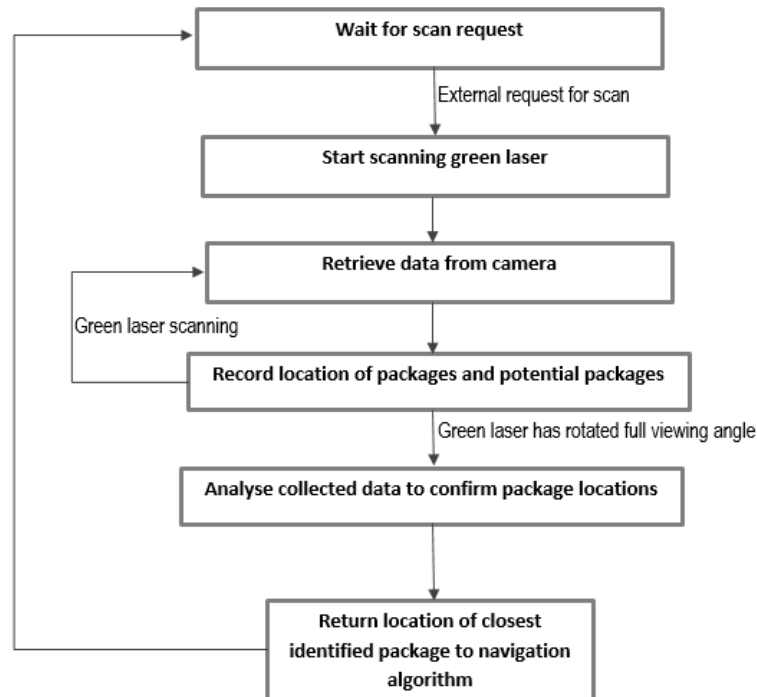 Wait for scan request
External request for scan
Start scanning green laser
Retrieve data from camera
Green laser scanning
Record location of packages and potential packages
Green laser has rotated full viewing angle
Analyse collected data to confirm package locations
Return location of closest
identified package to navigation
algorithm